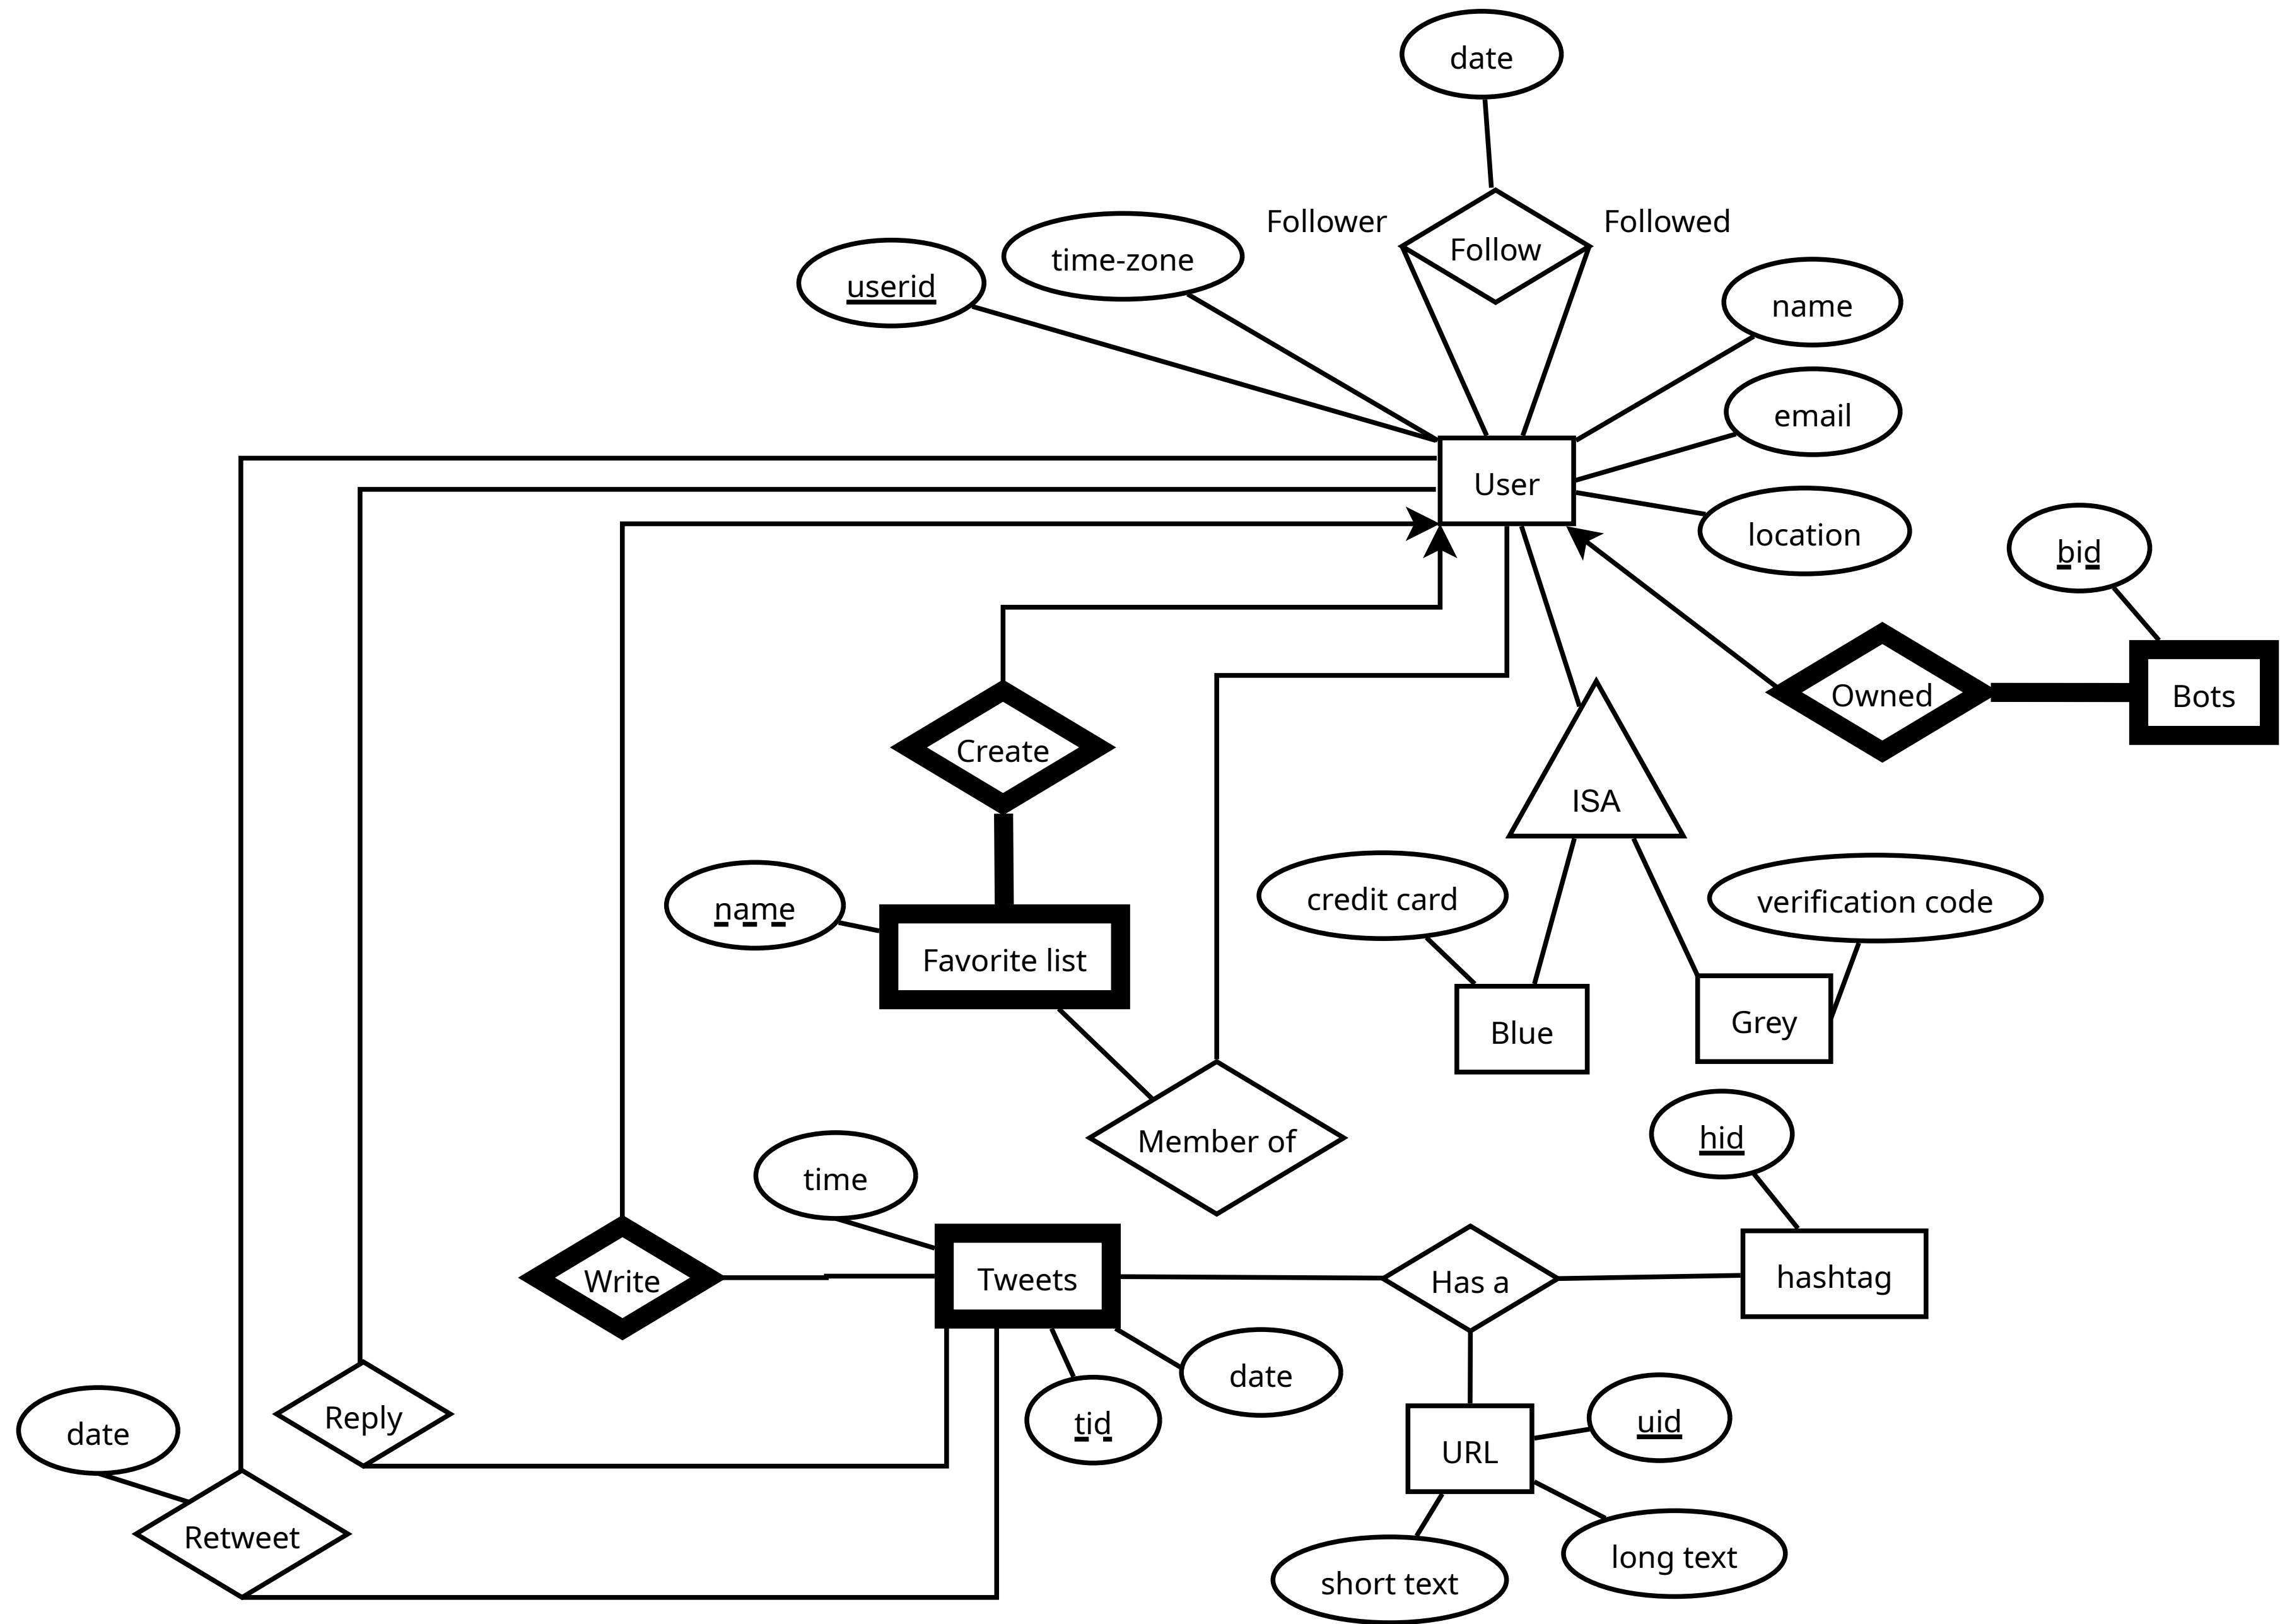 date
Follower
Follow
Followed
userid
time-zone
name
email
location
User
bid
Owned
Bots
Create
ISA
name
Favorite list
credit card
verification code
Blue
Grey
Member of
hid
time
Write
Tweets
Has a
hashtag
date
tid
Reply
date
Retweet
uid
URL
short text
long text